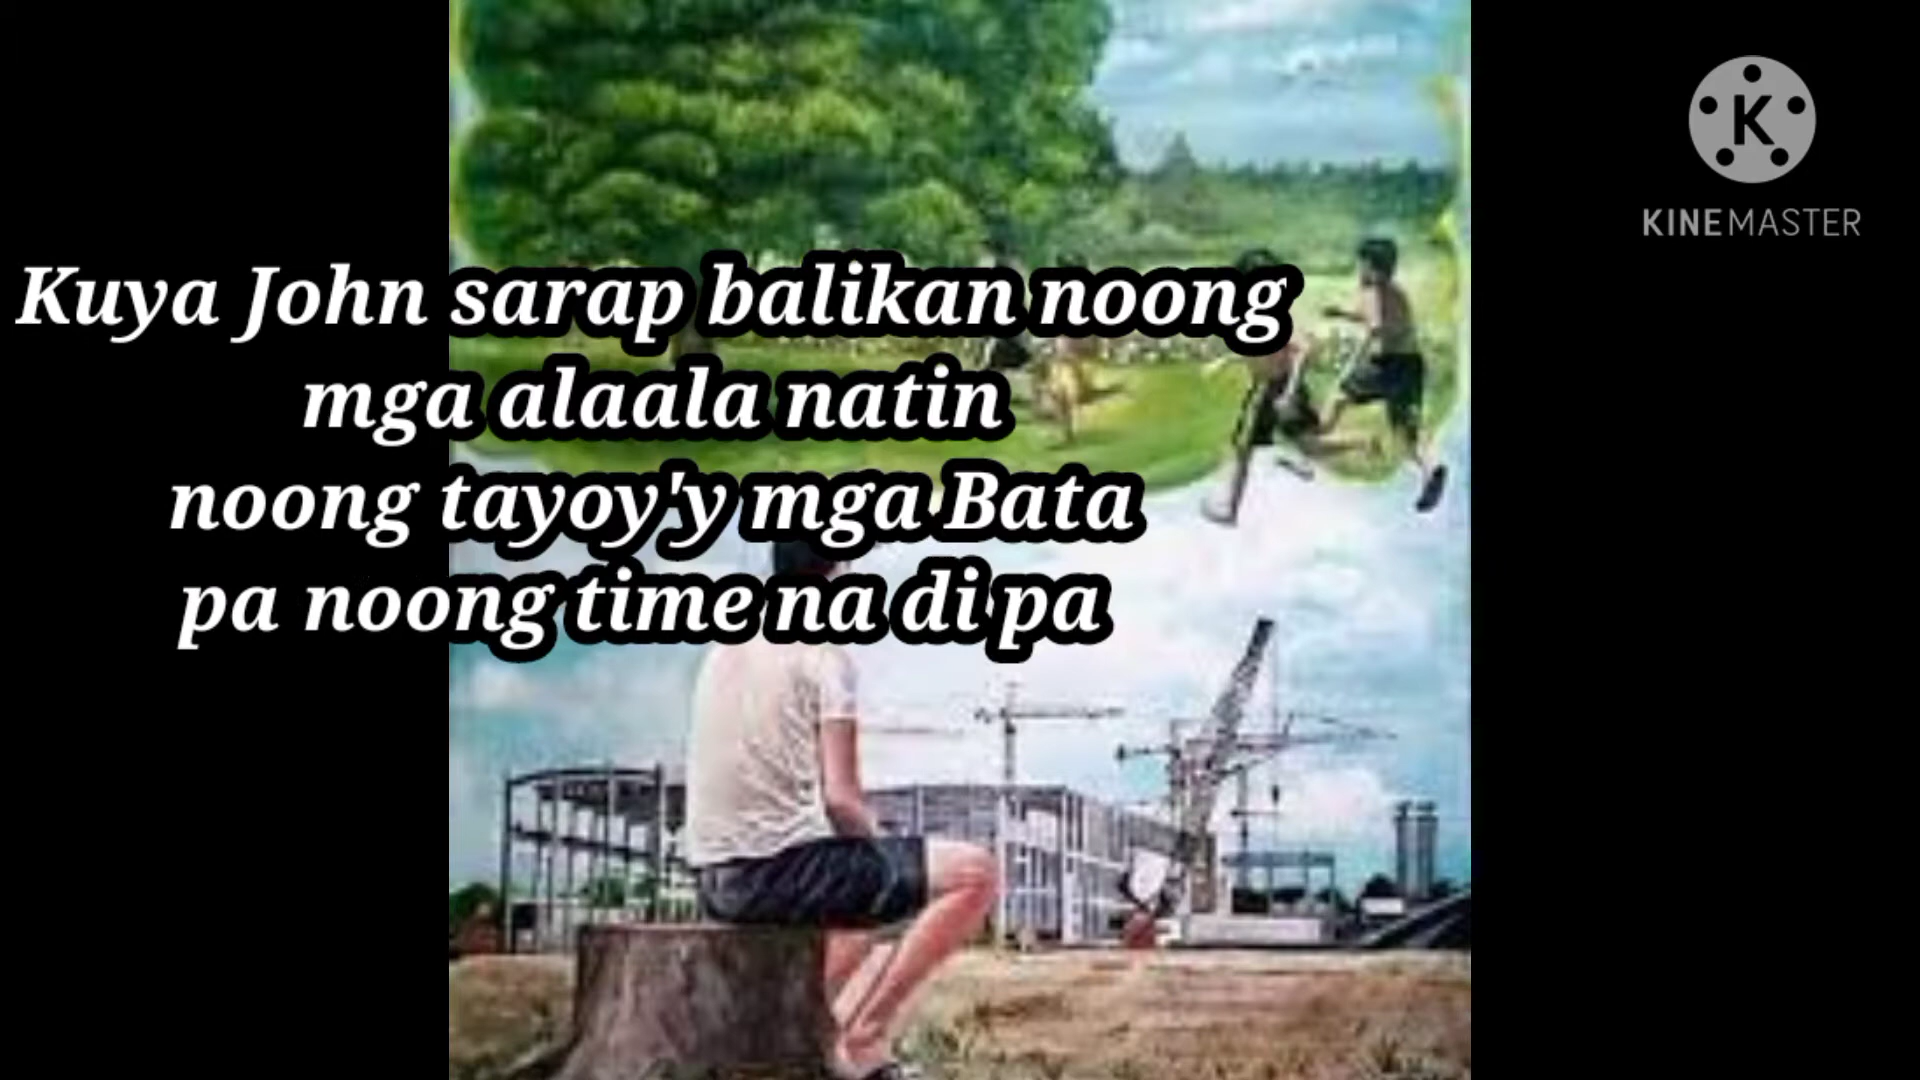 Kuya John sarap balikan noong
mga alaala natin
noong tayoy'y mga Bata
pa noong time na di pa
K
KINEMASTER